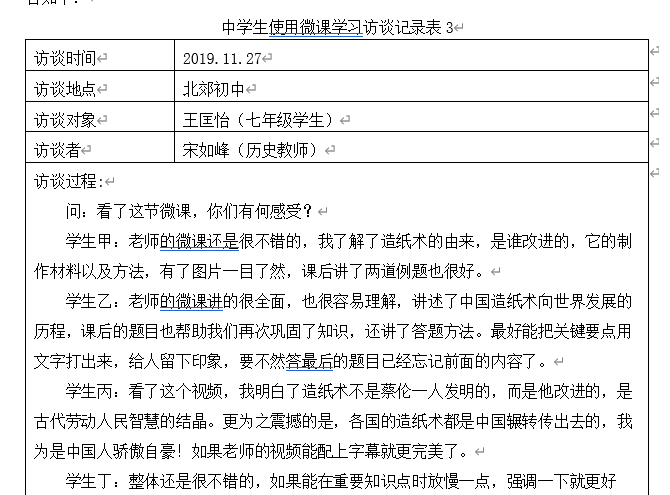 中学生使用微课学习访谈记录表 3
访谈时间 2019.11.27
访谈地点 北郊初中
访谈对象 王匡怡（七年级学生）
访谈者 宋如峰（历史教师）
访谈过程:
问：看了这节微课，你们有何感受？
学生甲：老师的微课还是很不错的，我了解了造纸术的由来，是谁改进的，它的制
作材料以及方法，有了图片一目了然，课后讲了两道例题也很好。
学生乙：老师的微课讲的很全面，也很容易理解，讲述了中国造纸术向世界发展的
历程，课后的题目也帮助我们再次巩固了知识，还讲了答题方法。最好能把关键要点用
文字打出来，给人留下印象，要不然答最后的题目已经忘记前面的内容了。
学生丙：看了这个视频，我明白了造纸术不是蔡伦一人发明的，而是他改进的，是
古代劳动人民智慧的结晶。更为之震撼的是，各国的造纸术都是中国辗转传出去的，我
为是中国人骄傲自豪！如果老师的视频能配上字幕就更完美了。
学生丁：整体还是很不错的，如果能在重要知识点时放慢一点，强调一下就更好